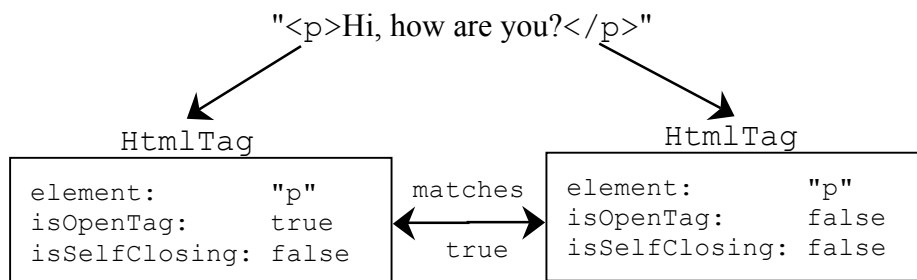 "<p>Hi, how are you?</p>"
HtmlTag
element: "p"
isOpenTag: true
isSelfClosing: false
matches
true
HtmlTag
element: "p"
isOpenTag: false
isSelfClosing: false